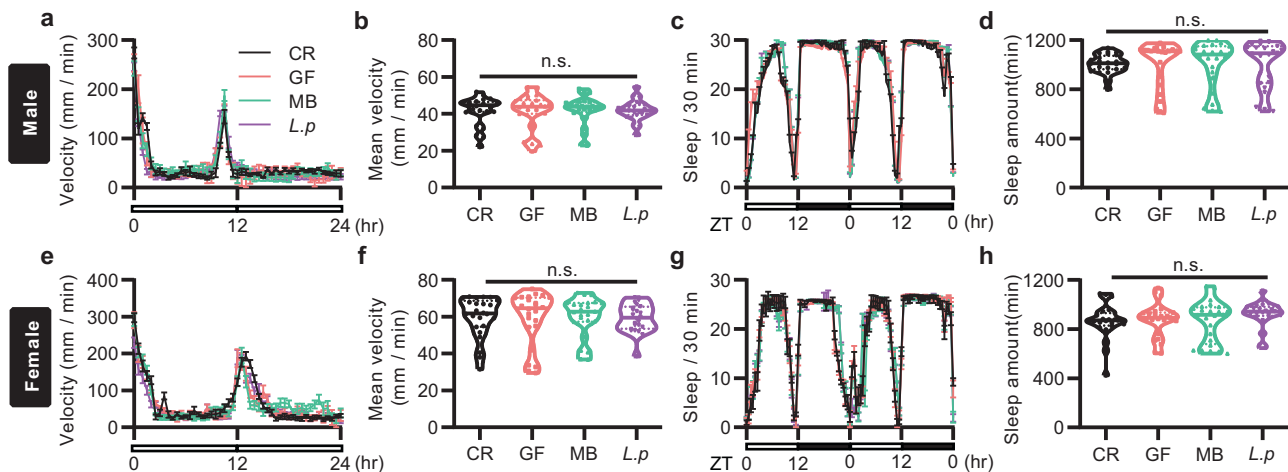 a
b
c
d
Male
Velocity (mm / min)
300
200
100
0
0
12
24
(hr)
CR
GF
MB
L.p
Mean velocity
(mm / min)
80
60
40
20
0
n.s.
CR
GF
MB
L.p
Sleep / 30 min
30
20
10
0
ZT
0
12
0
12
0
(hr)
Sleep amount(min)
1200
1000
400
0
n.s.
CR
GF
MB
L.p
e
f
g
h
Female
Velocity (mm / min)
400
300
200
100
0
0
12
24
(hr)
Mean velocity
(mm / min)
80
60
40
20
0
n.s.
CR
GF
MB
L.p
Sleep / 30 min
30
20
10
0
ZT
0
12
0
12
0
(hr)
Sleep amount(min)
1200
800
400
0
n.s.
CR
GF
MB
L.p